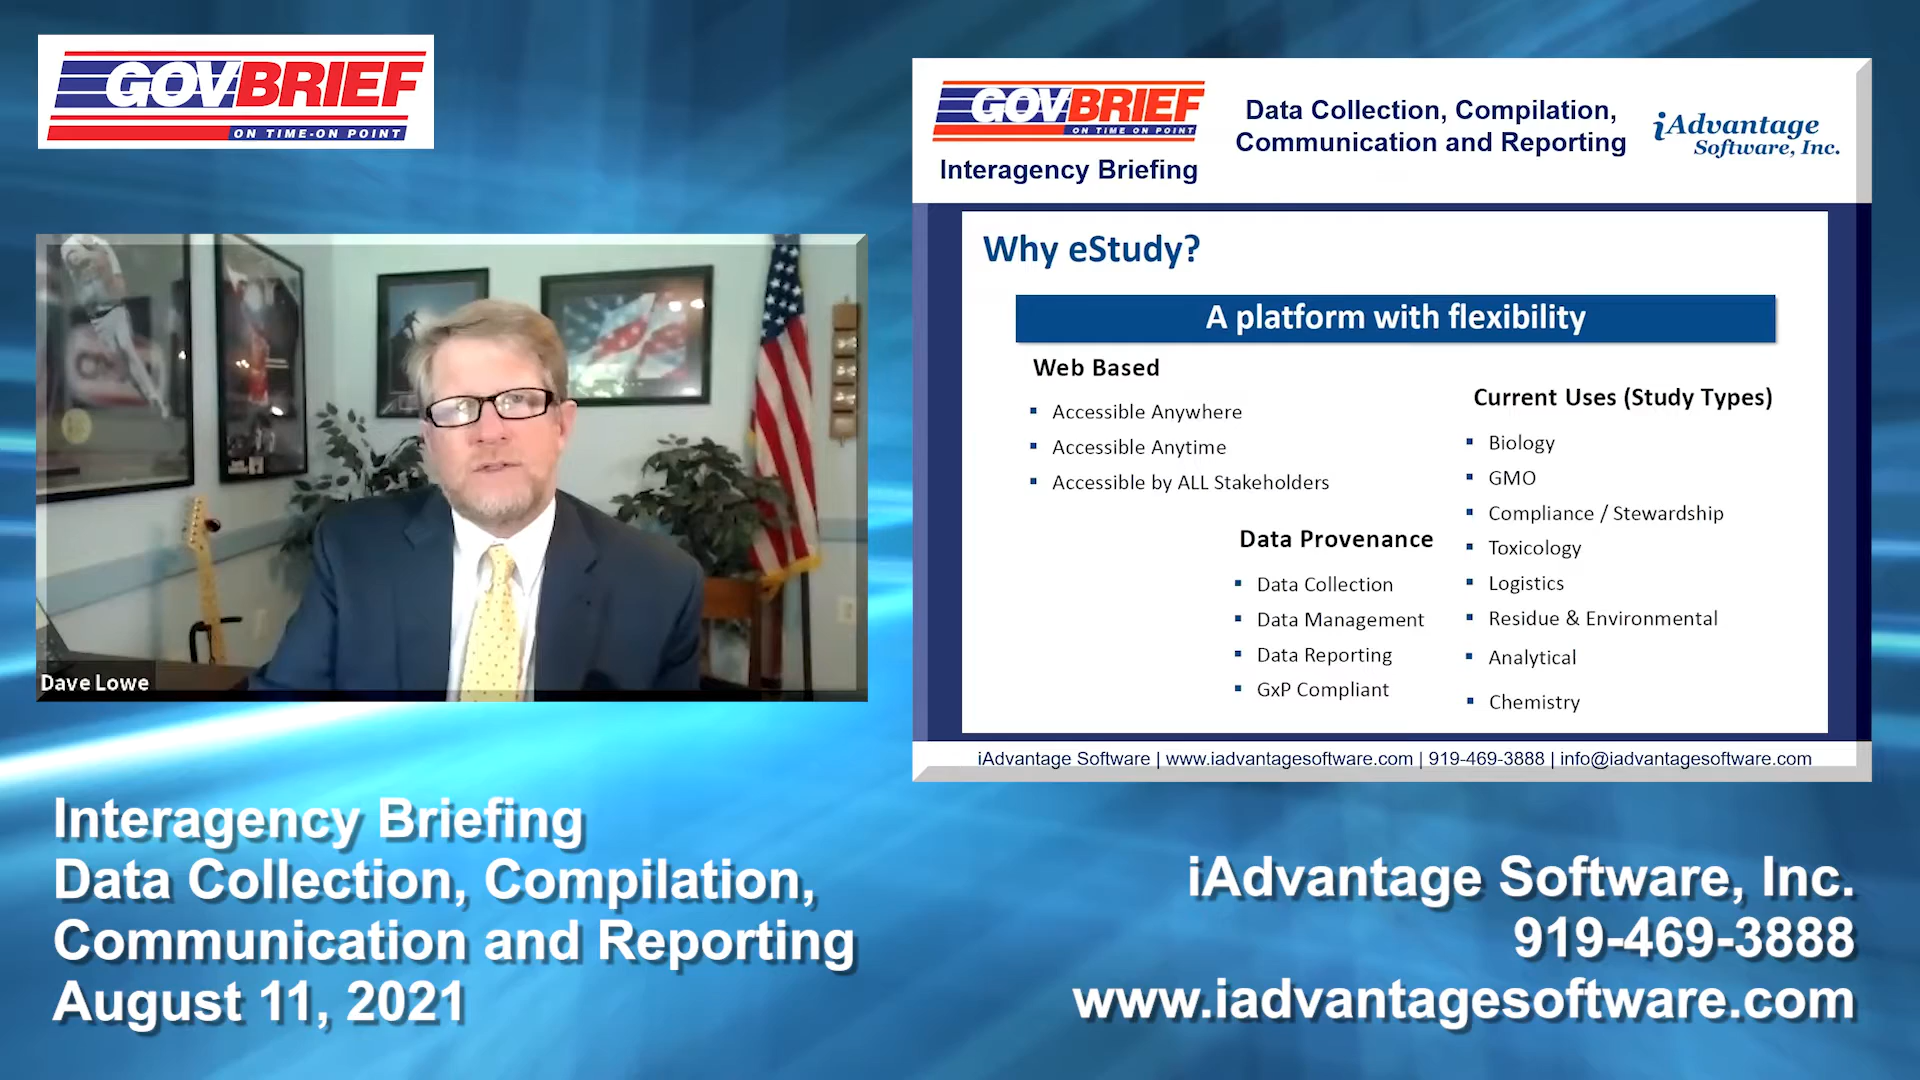 GOVBRIEF
ON TIME-ON POINT
Dave Lowe
Interagency Briefing
Data Collection, Compilation,
Communication and Reporting
August 11, 2021
GOVBRIEF
ON TIME-ON POINT
Interagency Briefing
Data Collection, Compilation,
Communication and Reporting
iAdvantage
Software, Inc.
Why eStudy?
A platform with flexibility
Web Based
▪ Accessible Anywhere
▪ Accessible Anytime
▪ Accessible by ALL Stakeholders
Data Provenance
▪ Data Collection
▪ Data Management
▪ Data Reporting
▪ GxP Compliant
Current Uses (Study Types)
▪ Biology
▪ GMO
▪ Compliance / Stewardship
▪ Toxicology
▪ Logistics
▪ Residue & Environmental
▪ Analytical
▪ Chemistry
iAdvantage Software | www.iadvantagesoftware.com | 919-469-3888 | info@iadvantagesoftware.com
iAdvantage Software, Inc.
919-469-3888
www.iadvantagesoftware.com